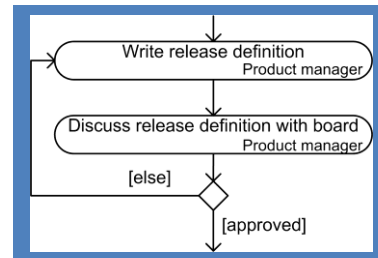 Write release definition
Product manager
Discuss release definition with board
Product manager
[else]
[approved]